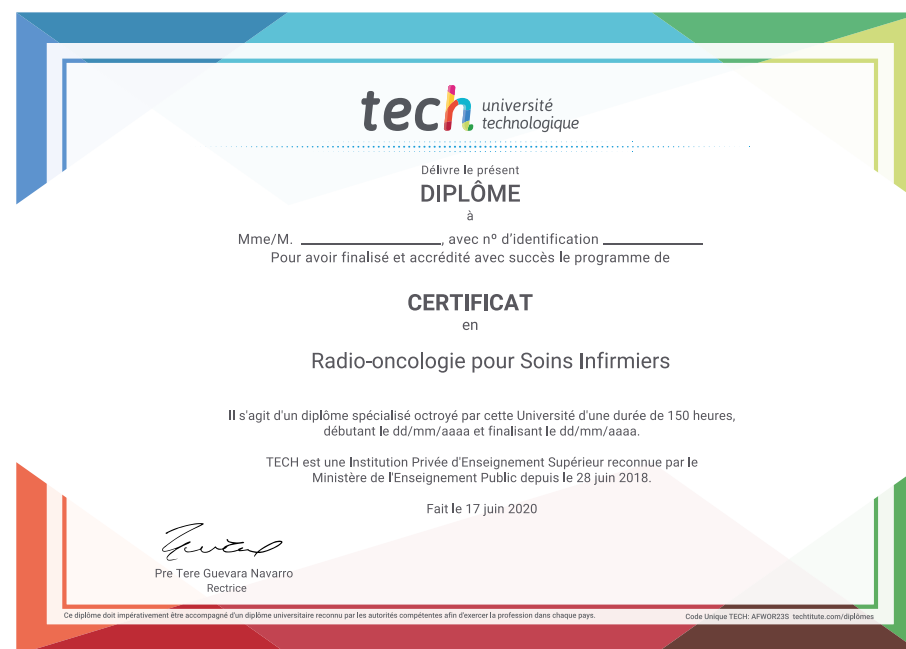 tech université
technologique
Délivre le présent
DIPLÔME
à
Mme/M. ____________________, avec nº d'identification ______________
Pour avoir finalisé et accrédité avec succès le programme de
CERTIFICAT
en
Radio-oncologie pour Soins Infirmiers
Il s'agit d'un diplôme spécialisé octroyé par cette Université d'une durée de 150 heures,
débutant le dd/mm/aaaa et finalisant le dd/mm/aaaa.
TECH est une Institution Privée d'Enseignement Supérieur reconnue par le
Ministère de l'Enseignement Public depuis le 28 juin 2018.
Fait le 17 juin 2020
Pre Tere Guevara Navarro
Rectrice
Ce diplôme doit impérativement être accompagné d'un diplôme universitaire reconnu par les autorités compétentes afin d'exercer la profession dans chaque pays.
Code Unique TECH: AFWOR23S techtitute.com/diplômes